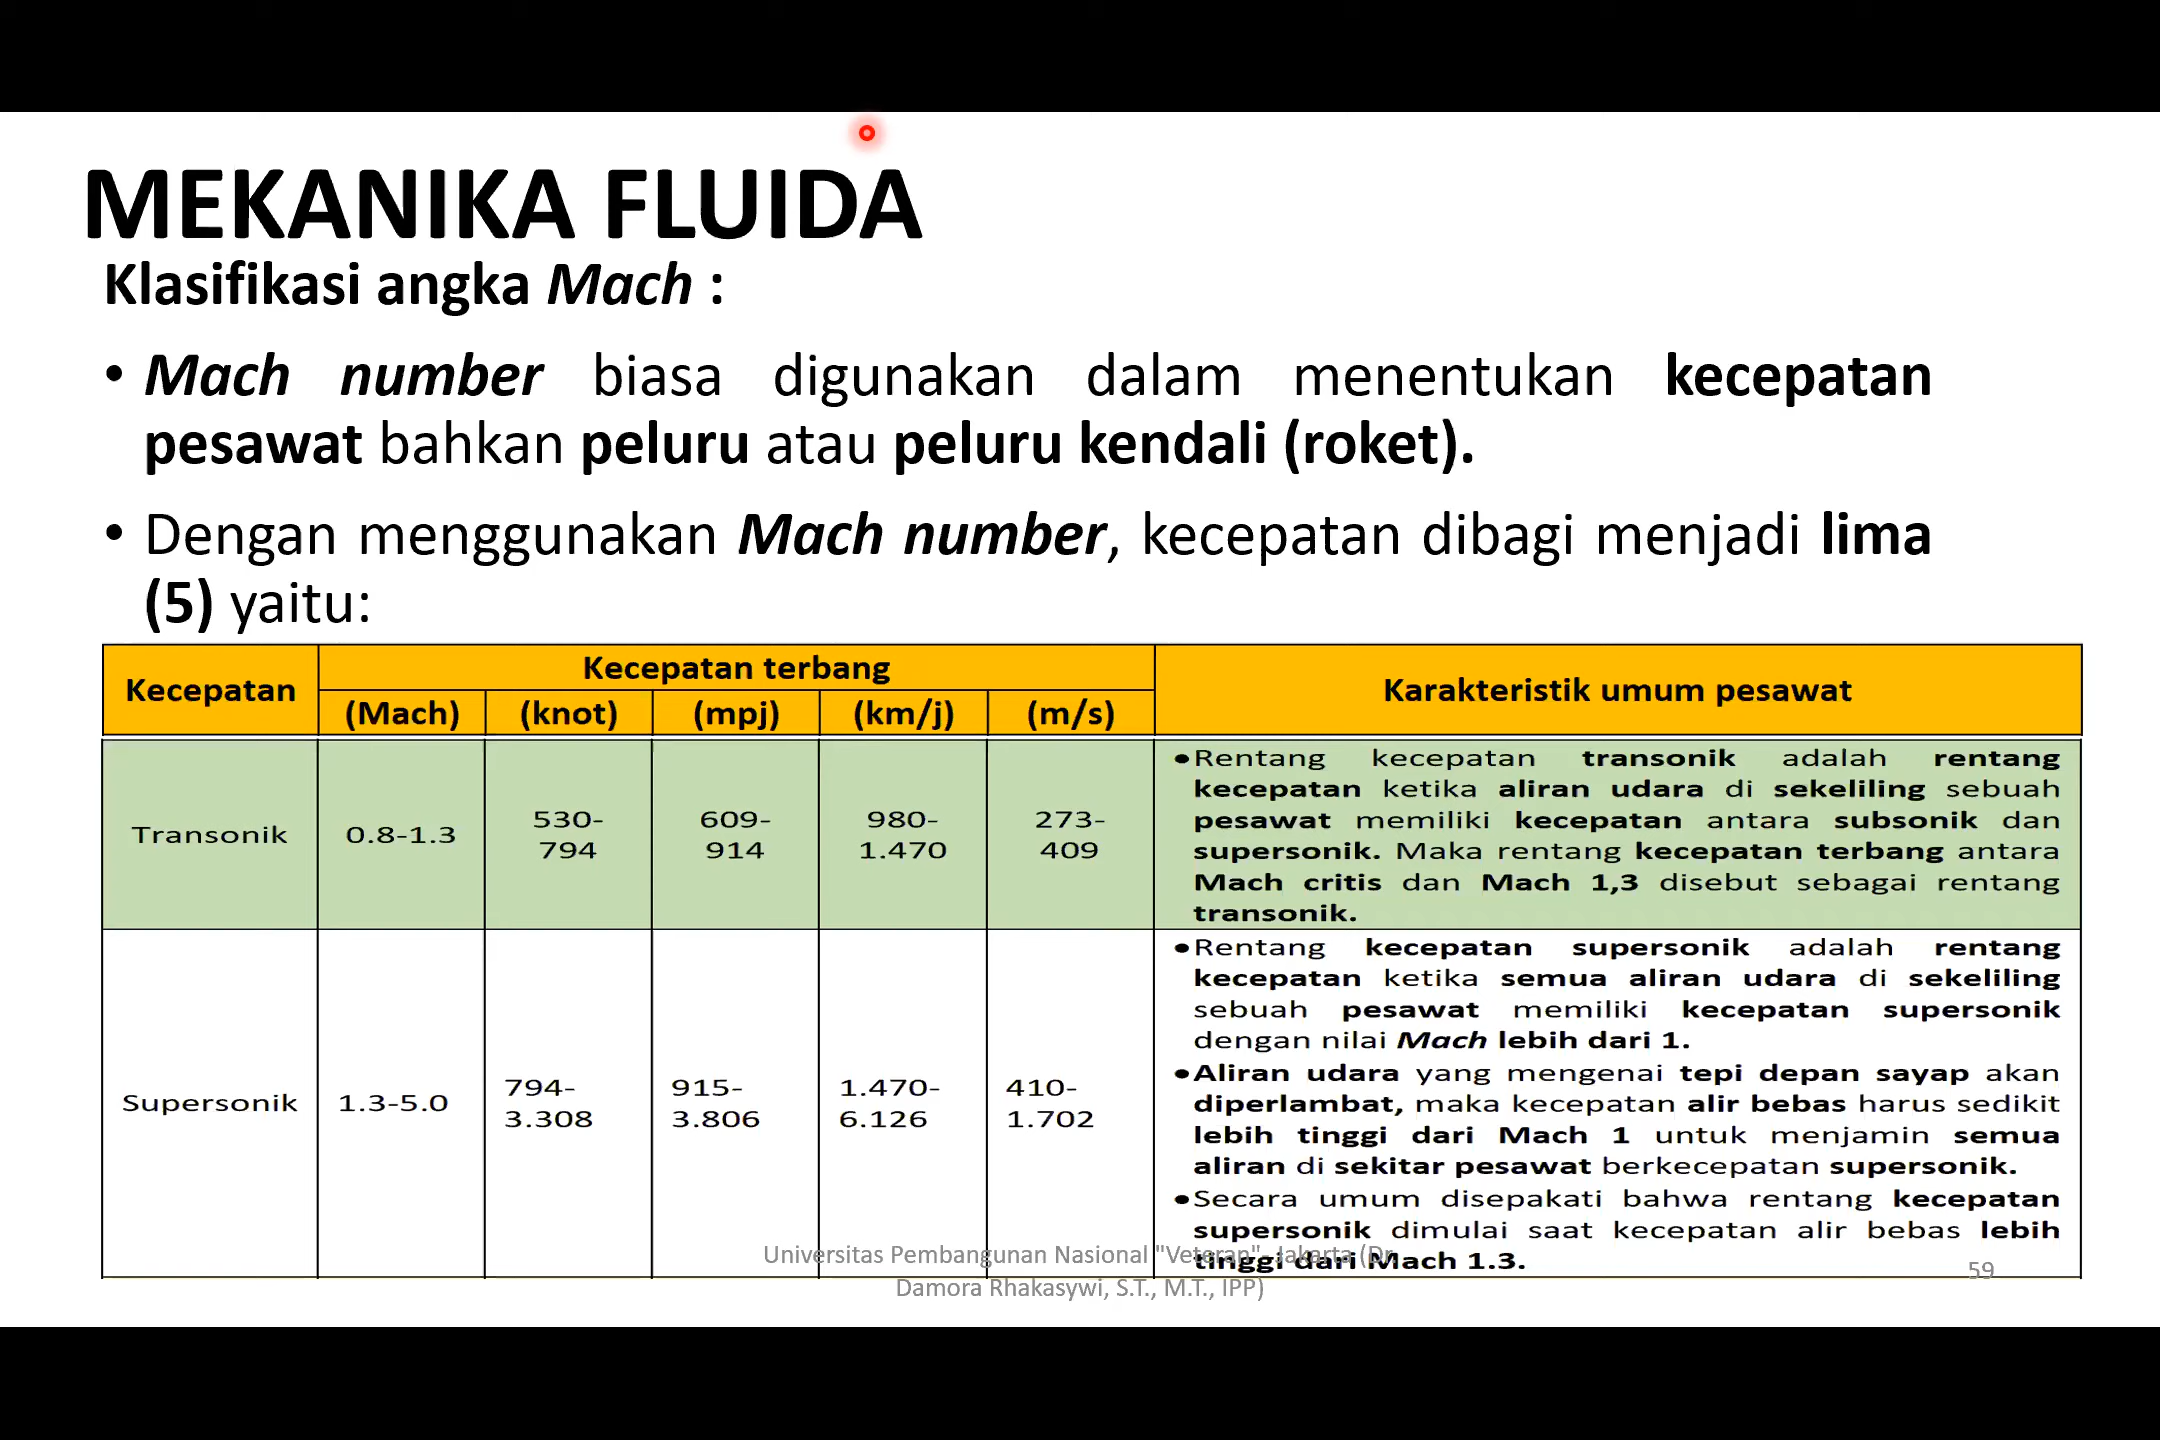 MEKANIKA FLUIDA
Klasifikasi angka Mach :
• Mach number biasa digunakan dalam menentukan kecepatan
pesawat bahkan peluru atau peluru kendali (roket).
• Dengan menggunakan Mach number, kecepatan dibagi menjadi lima
(5) yaitu:
Kecepatan
Kecepatan terbang
(Mach) (knot) (mpj) (km/j) (m/s)
Karakteristik umum pesawat
Transonik
0.8-1.3
530-
794
609-
914
980-
1.470
273-
409
•Rentang kecepatan transonik adalah rentang
kecepatan ketika aliran udara di sekeliling sebuah
pesawat memiliki kecepatan antara subsonik dan
supersonik. Maka rentang kecepatan terbang antara
Mach critis dan Mach 1,3 disebut sebagai rentang
transonik.
Supersonik
1.3-5.0
794-
3.308
915-
3.806
1.470-
6.126
410-
1.702
•Rentang kecepatan supersonik adalah rentang
kecepatan ketika semua aliran udara di sekeliling
sebuah pesawat memiliki kecepatan supersonik
dengan nilai Mach lebih dari 1.
•Aliran udara yang mengenai tepi depan sayap akan
diperlambat, maka kecepatan alir bebas harus sedikit
lebih tinggi dari Mach 1 untuk menjamin semua
aliran di sekitar pesawat berkecepatan supersonik.
•Secara umum disepakati bahwa rentang kecepatan
supersonik dimulai saat kecepatan alir bebas lebih
tinggi dari Mach 1.3.
Universitas Pembangunan Nasional "Veteran"- Jakarta (Dr.
Damora Rhakasywi, S.T., M.T., IPP)
59